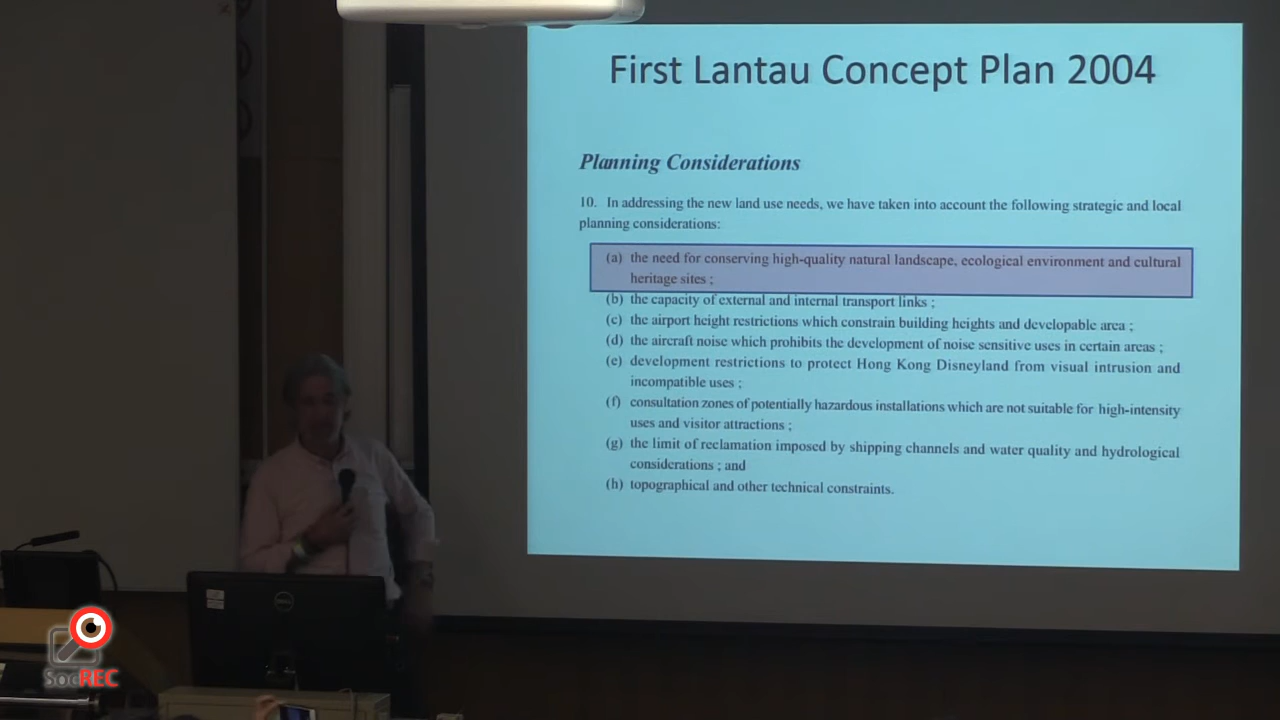 First Lantau Concept Plan 2004
Planning Considerations
10. In addressing the new land use needs, we have taken into account the following strategic and local
planning considerations:
(a) the need for conserving high-quality natural landscape, ecological environment and cultural
heritage sites ;
(b) the capacity of external and internal transport links ;
(c) the airport height restrictions which constrain building heights and developable area ;
(d) the aircraft noise which prohibits the development of noise sensitive uses in certain areas ;
(e) development restrictions to protect Hong Kong Disneyland from visual intrusion and
incompatible uses ;
(f) consultation zones of potentially hazardous installations which are not suitable for high-intensity
uses and visitor attractions ;
(g) the limit of reclamation imposed by shipping channels and water quality and hydrological
considerations ; and
(h) topographical and other technical constraints.
DELL
SocREC